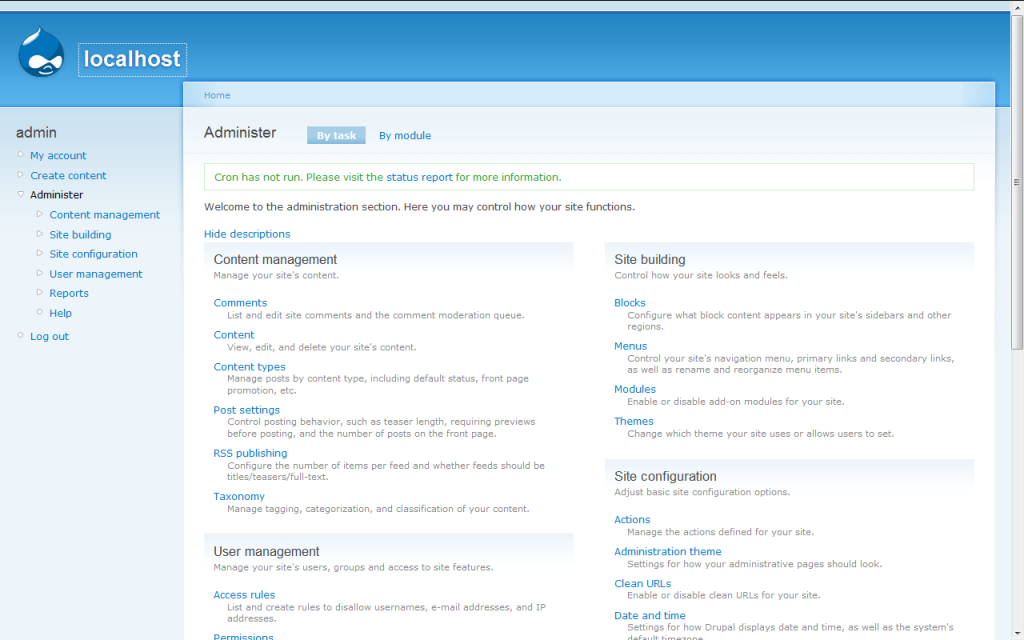 localhost
Home
admin
My account
Create content
Administer
Content management
Site building
Site configuration
User management
Reports
Help
Log out
Administer
By task
By module
Cron has not run. Please visit the status report for more information.
Welcome to the administration section. Here you may control how your site functions.
Hide descriptions
Content management
Manage your site's content.
Comments
List and edit site comments and the comment moderation queue.
Content
View, edit, and delete your site's content.
Content types
Manage posts by content type, including default status, front page
promotion, etc.
Post settings
Control posting behavior, such as teaser length, requiring previews
before posting, and the number of posts on the front page.
RSS publishing
Configure the number of items per feed and whether feeds should be
titles/teasers/full-text.
Taxonomy
Manage tagging, categorization, and classification of your content.
User management
Manage your site's users, groups and access to site features.
Access rules
List and create rules to disallow usernames, e-mail addresses, and IP
addresses.
Permissions
Site building
Control how your site looks and feels.
Blocks
Configure what block content appears in your site's sidebars and other
regions.
Menus
Control your site's navigation menu, primary links and secondary links,
as well as rename and reorganize menu items.
Modules
Enable or disable add-on modules for your site.
Themes
Change which theme your site uses or allows users to set.
Site configuration
Adjust basic site configuration options.
Actions
Manage the actions defined for your site.
Administration theme
Settings for how your administrative pages should look.
Clean URLs
Enable or disable clean URLs for your site.
Date and time
Settings for how Drupal displays date and time, as well as the system's
default timezone.